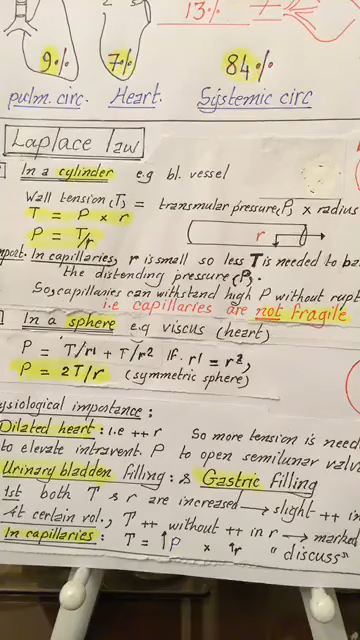 13%
9% 7% 84%
pulm. circ. Heart. Systemic circ
Laplace law
In a cylinder e.g bl. vessel
Wall tension(T) = transmular pressure(P) x radius
T = P x r
P = T/r
r
In capillaries, r is small so less T is needed to ba
the distending pressure (P).
So, capillaries can withstand high P without rupt
i.e capillaries are not fragile
In a sphere e.g viscus (heart)
P = T/r1 + T/r2 if r1 = r2,
P = 2T/r (symmetric sphere)
ysiological importance:
Dilated heart: i.e ++ r So more tension is need
to elevate intravent. P to open semilunar valv
Urinary bladden filling: & Gastric filling
1st both T & r are increased → slight ++ in
At certain vol., T ++ without ++ in r → marked
In capillaries: T = ↑P x ↓r "discuss"